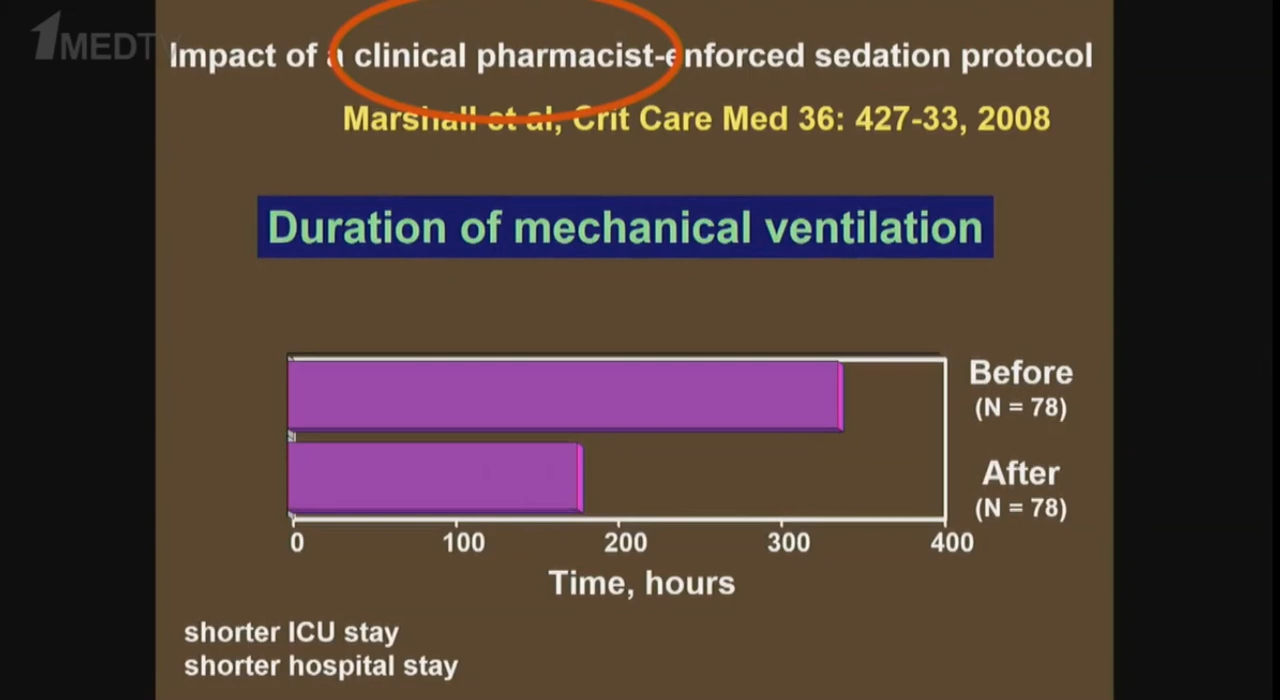 1MEDTV
Impact of a clinical pharmacist-enforced sedation protocol
Marshall et al, Crit Care Med 36: 427-33, 2008
Duration of mechanical ventilation
Before
(N = 78)
After
(N = 78)
0 100 200 300 400
Time, hours
shorter ICU stay
shorter hospital stay